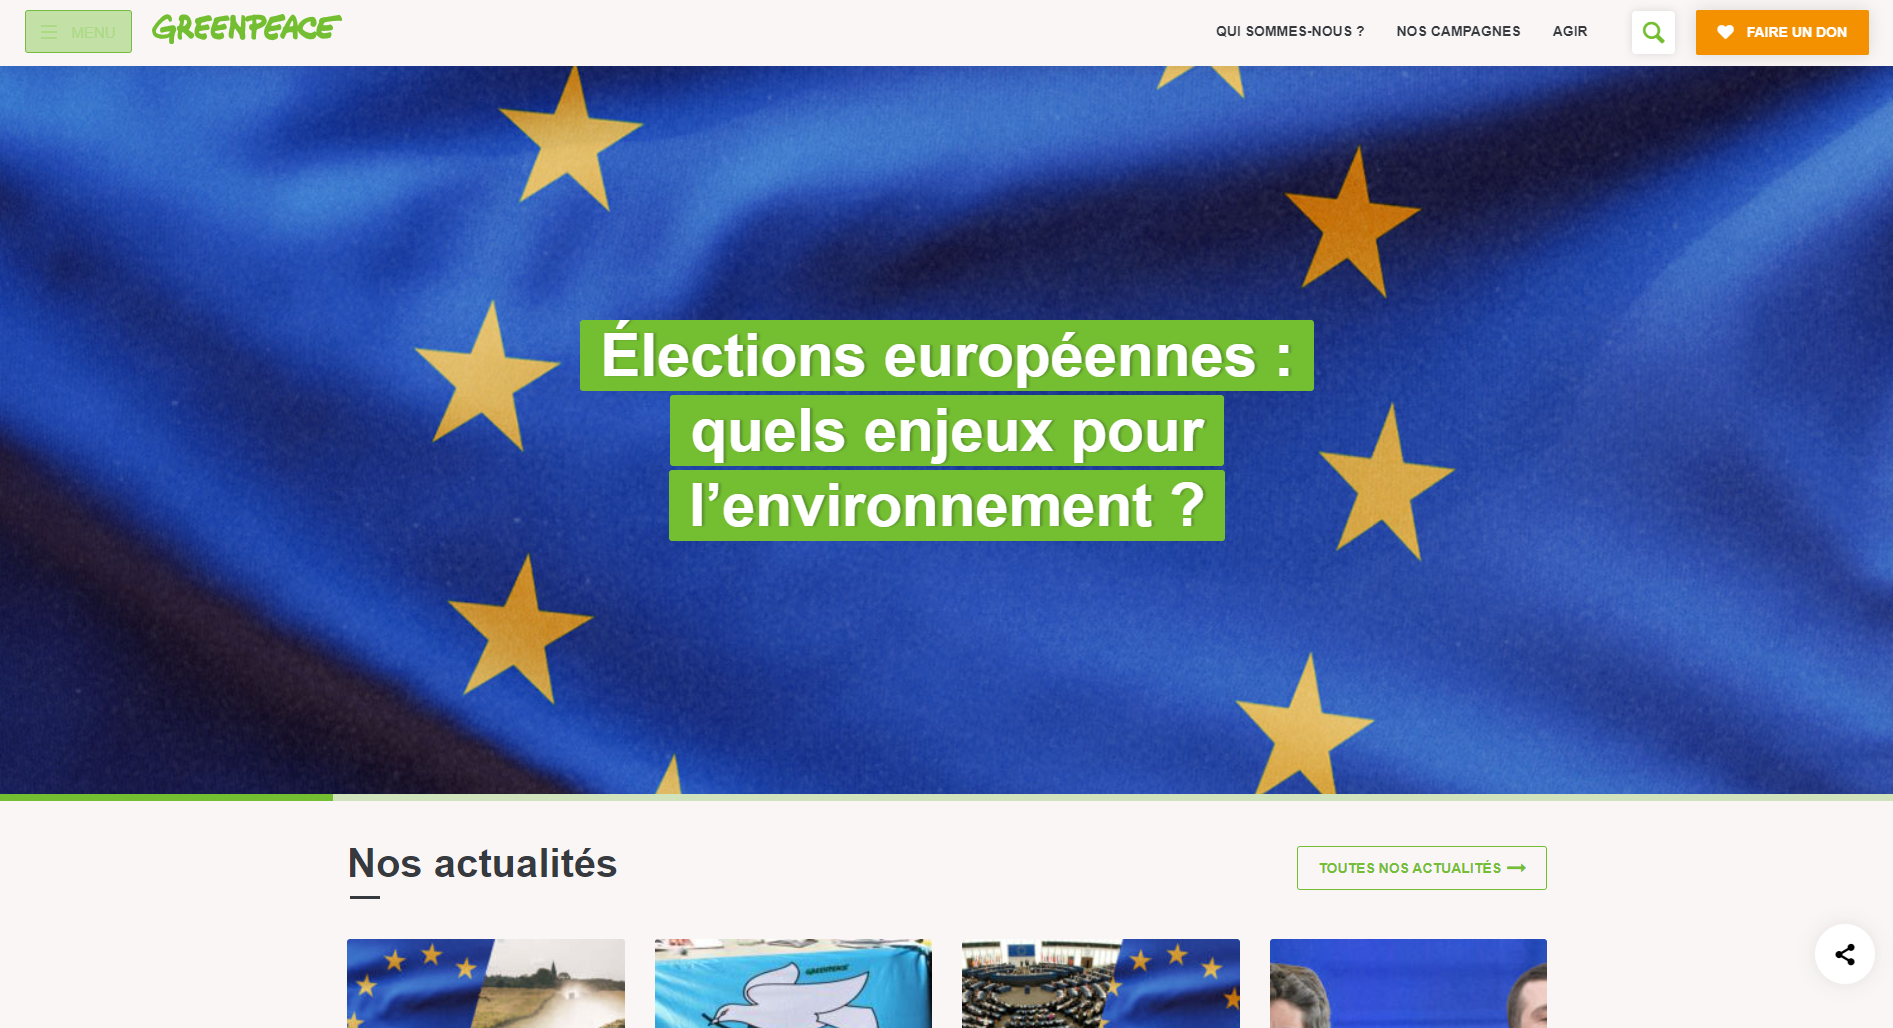 MENU
GREENPEACE
QUI SOMMES-NOUS ?
NOS CAMPAGNES
AGIR
FAIRE UN DON
Élections européennes :
quels enjeux pour
l’environnement ?
Nos actualités
TOUTES NOS ACTUALITÉS
GREENPEACE